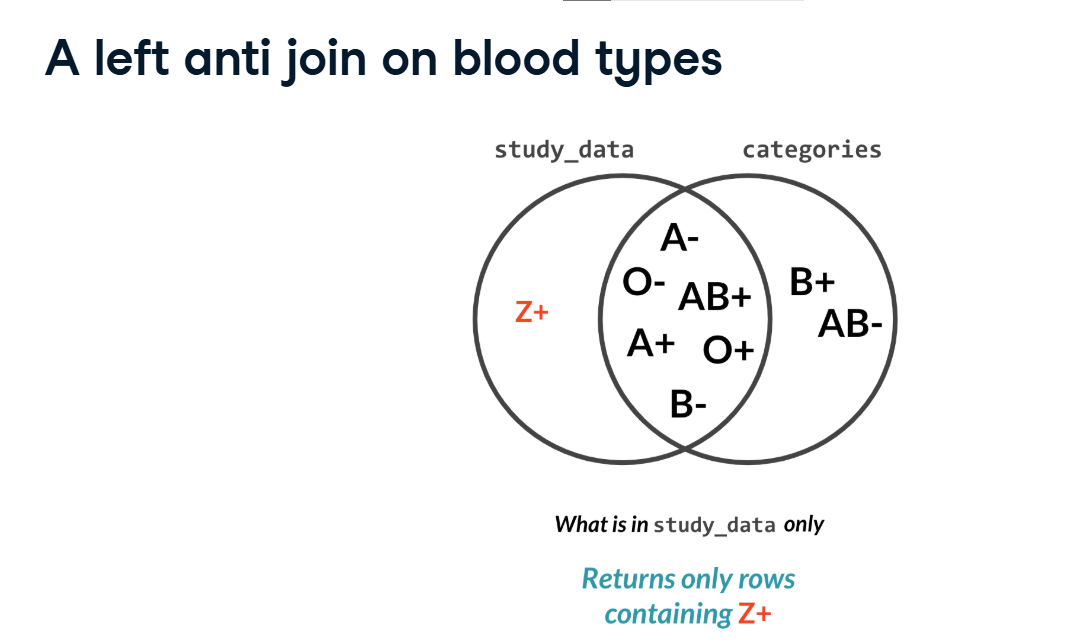 A left anti join on blood types
study_data
categories
A-
O-
AB+
B+
Z+
AB-
A+
O+
B-
What is in study_data only
Returns only rows
containing Z+